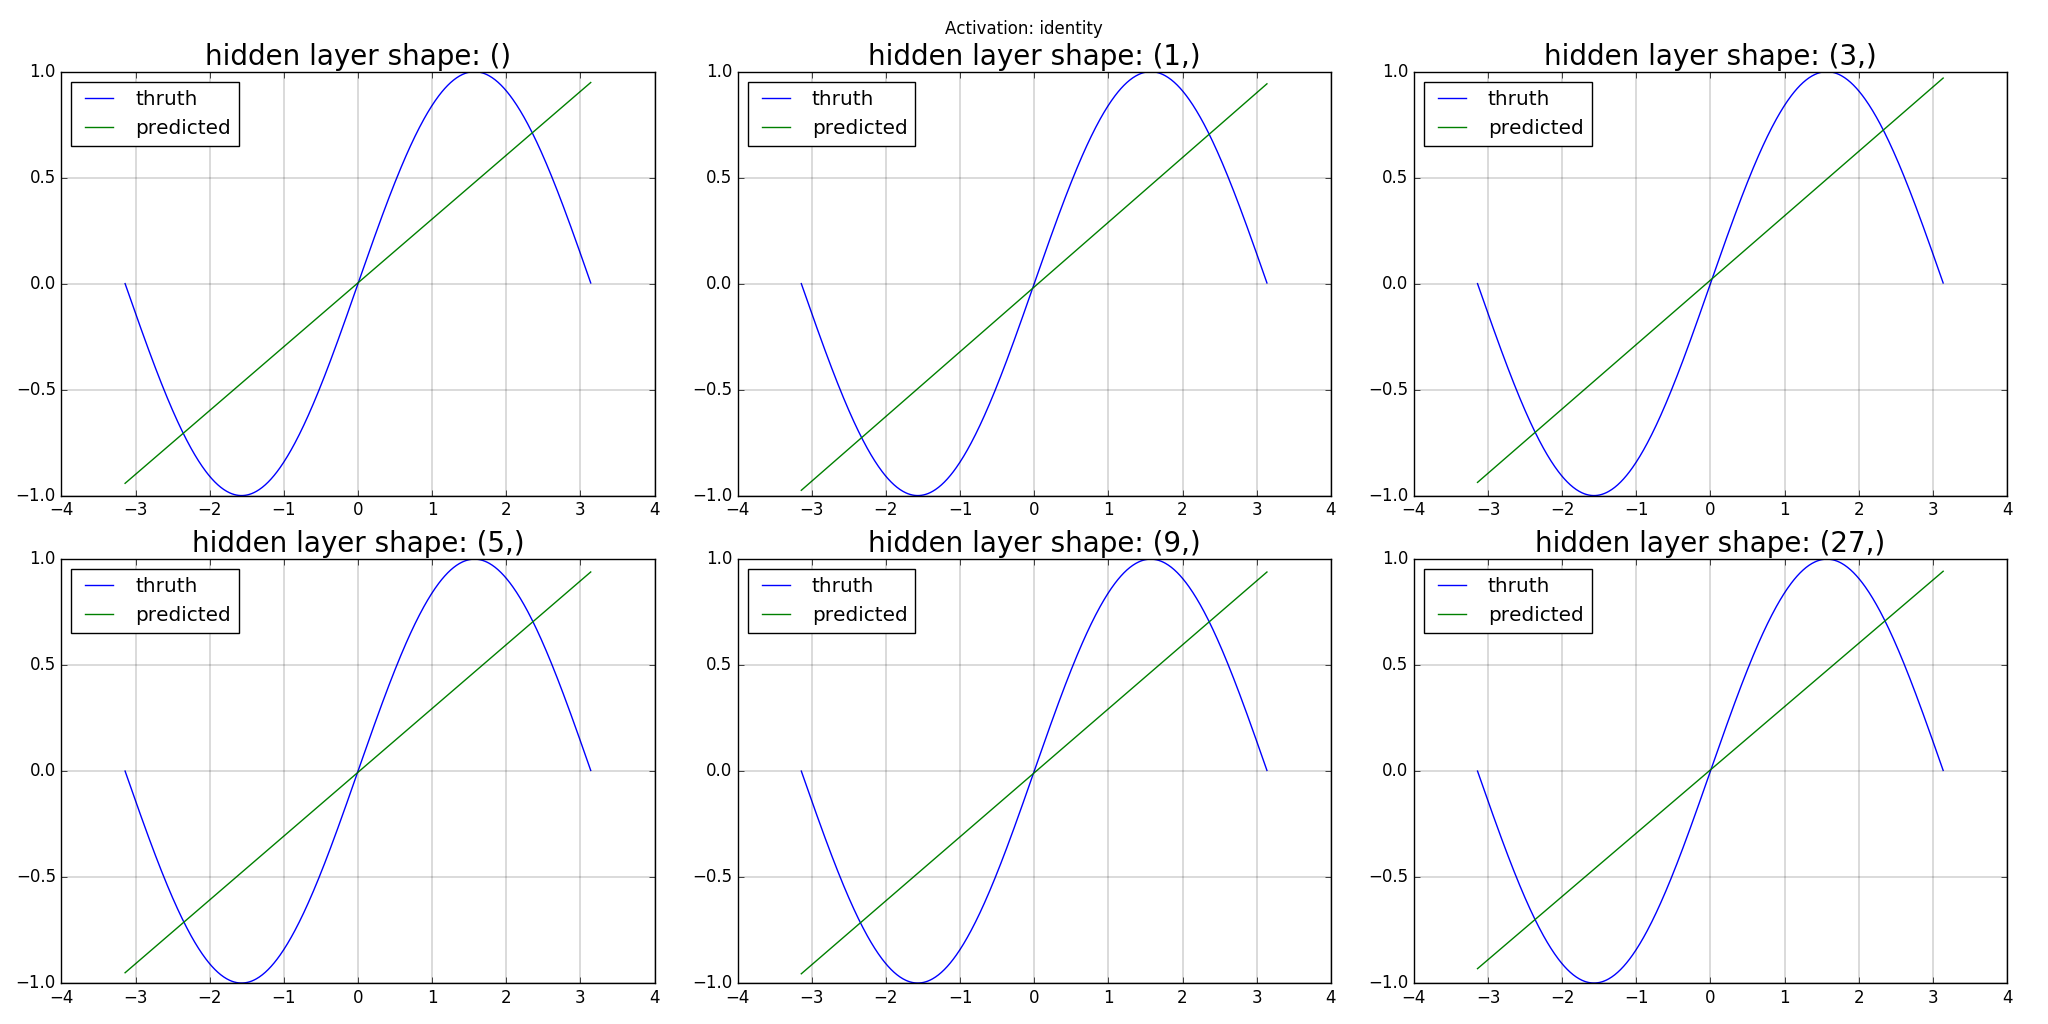 Activation: identity
hidden layer shape: ()
1.0
0.5
0.0
−0.5
−1.0
−4 −3 −2 −1 0 1 2 3 4
thruth
predicted
hidden layer shape: (1,)
1.0
0.5
0.0
−0.5
−1.0
−4 −3 −2 −1 0 1 2 3 4
thruth
predicted
hidden layer shape: (3,)
1.0
0.5
0.0
−0.5
−1.0
−4 −3 −2 −1 0 1 2 3 4
thruth
predicted
hidden layer shape: (5,)
1.0
0.5
0.0
−0.5
−1.0
−4 −3 −2 −1 0 1 2 3 4
thruth
predicted
hidden layer shape: (9,)
1.0
0.5
0.0
−0.5
−1.0
−4 −3 −2 −1 0 1 2 3 4
thruth
predicted
hidden layer shape: (27,)
1.0
0.5
0.0
−0.5
−1.0
−4 −3 −2 −1 0 1 2 3 4
thruth
predicted